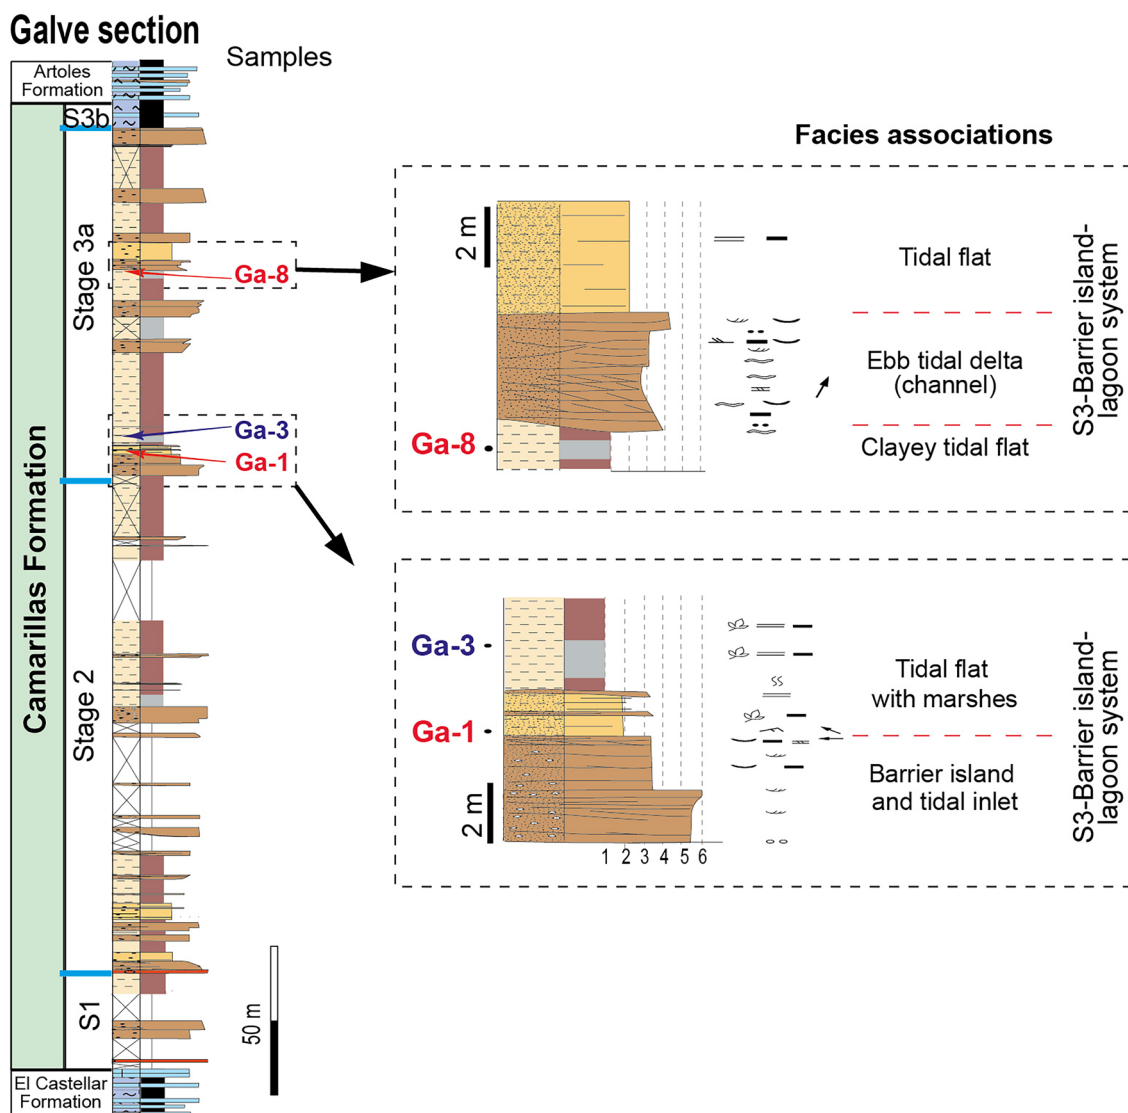 Galve section
Samples
Artoles
Formation
S3b
Stage 3a
Ga-8
Ga-3
Ga-1
Camarillas Formation
Stage 2
S1
50 m
El Castellar
Formation
Facies associations
2 m
Ga-8
Tidal flat
Ebb tidal delta
(channel)
Clayey tidal flat
S3-Barrier island-
lagoon system
Ga-3
Ga-1
2 m
1 2 3 4 5 6
Tidal flat
with marshes
Barrier island
and tidal inlet
S3-Barrier island-
lagoon system